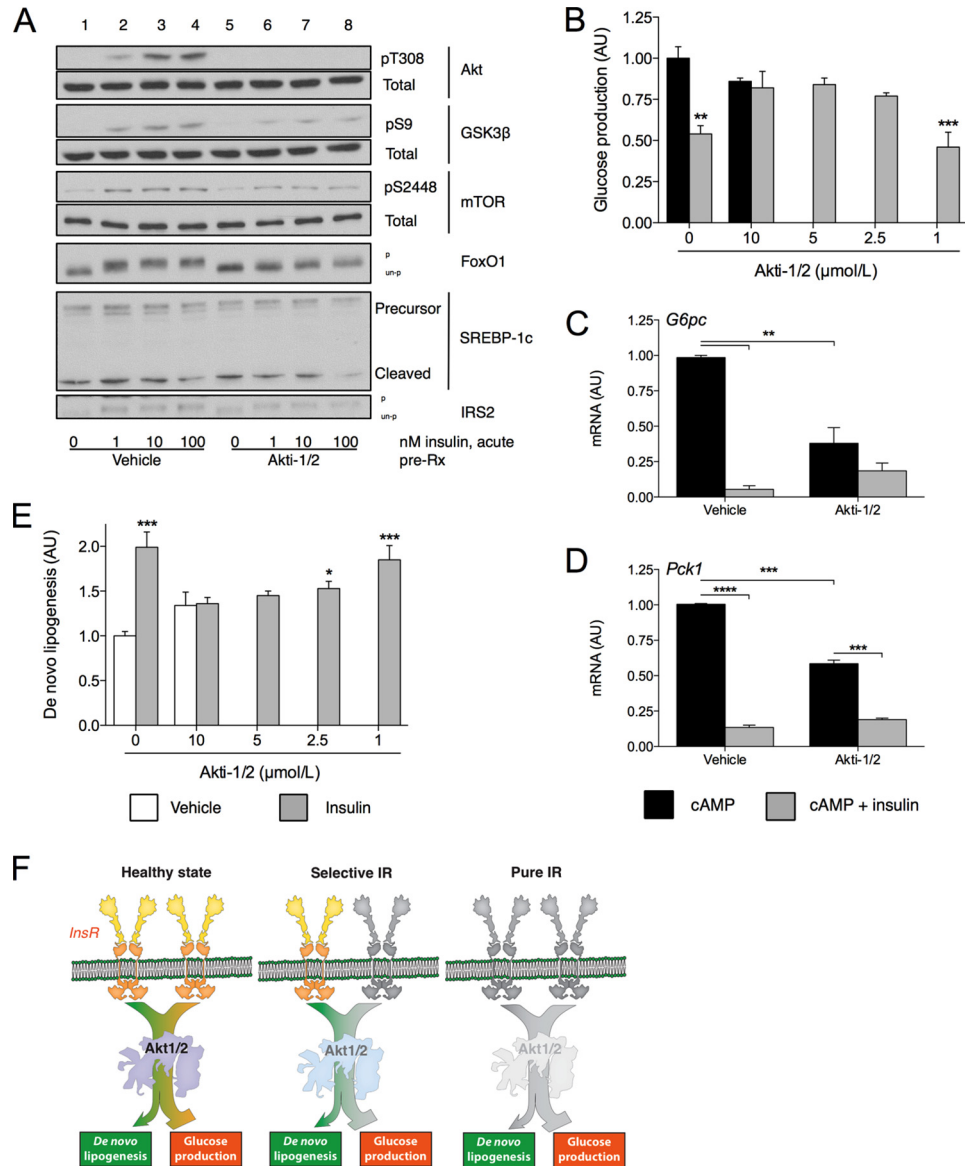 A
1 2 3 4 5 6 7 8
pT308
Total
Akt
pS9
Total
GSK3β
pS2448
Total
mTOR
p
un-p
FoxO1
Precursor
Cleaved
SREBP-1c
p
un-p
IRS2
0 1 10 100 0 1 10 100 nM insulin, acute
Vehicle Akti-1/2 pre-Rx
B
Glucose production (AU)
1.00
0.75
0.50
0.25
0.00
**
***
0 10 5 2.5 1
Akti-1/2 (μmol/L)
C
G6pc
mRNA (AU)
1.00
0.75
0.50
0.25
0.00
**
Vehicle Akti-1/2
D
Pck1
mRNA (AU)
1.25
1.00
0.75
0.50
0.25
0.00
***
****
***
Vehicle Akti-1/2
cAMP cAMP + insulin
E
De novo lipogenesis (AU)
2.0
1.5
1.0
0.5
0.0
***
*
***
0 10 5 2.5 1
Akti-1/2 (μmol/L)
Vehicle Insulin
F
Healthy state Selective IR Pure IR
InsR
Akt1/2 Akt1/2 Akt1/2
De novo
lipogenesis
Glucose
production
De novo
lipogenesis
Glucose
production
De novo
lipogenesis
Glucose
production